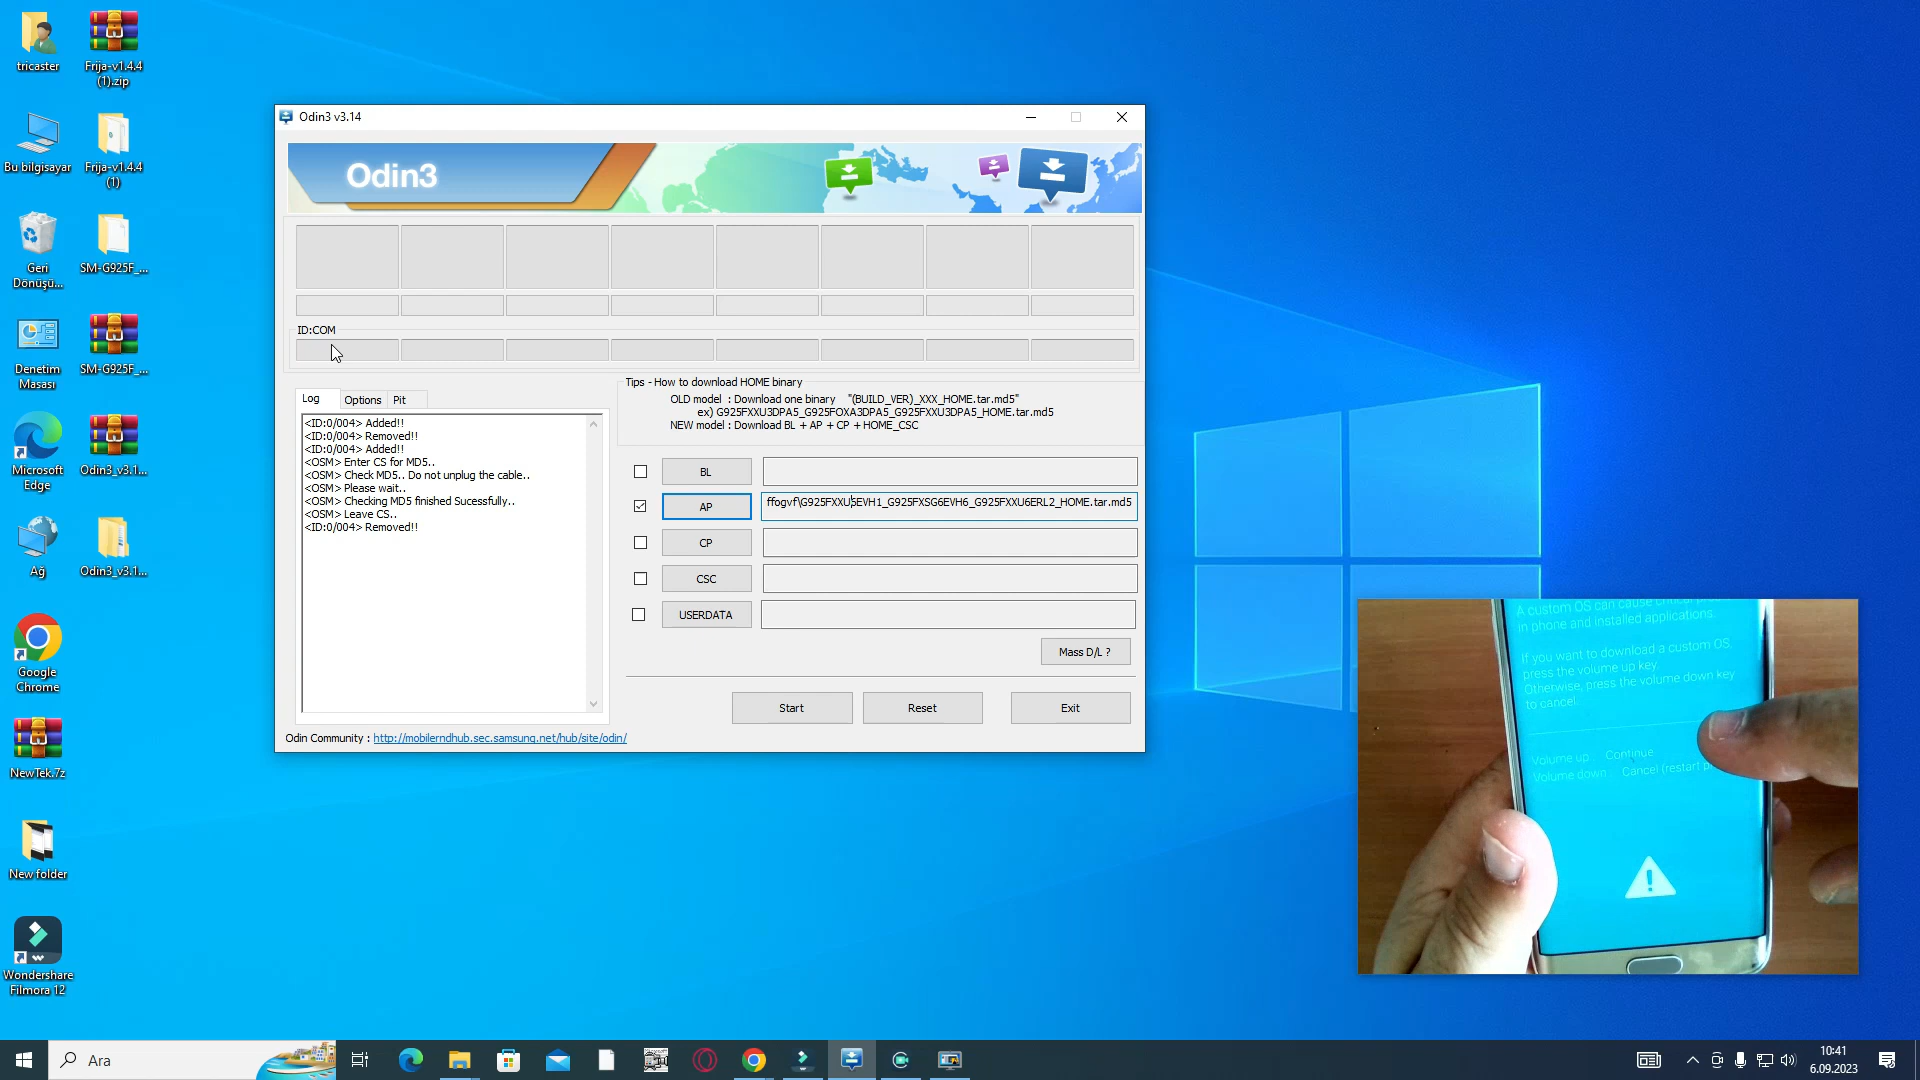 tricaster
Frija-v1.4.4
(1).zip
Bu bilgisayar
Frija-v1.4.4
(1)
Geri
Dönüşü...
SM-G925F_...
Denetim
Masası
SM-G925F_...
Microsoft
Edge
Odin3_v3.1...
Ağ
Odin3_v3.1...
Google
Chrome
NewTek.7z
New folder
Wondershare
Filmora 12
Odin3 v3.14
Odin3
ID:COM
Log
Options
Pit
<ID:0/004> Added!!
<ID:0/004> Removed!!
<ID:0/004> Added!!
<OSM> Enter CS for MD5..
<OSM> Check MD5.. Do not unplug the cable..
<OSM> Please wait..
<OSM> Checking MD5 finished Sucessfully..
<OSM> Leave CS..
<ID:0/004> Removed!!
Tips - How to download HOME binary
OLD model : Download one binary "(BUILD_VER)_XXX_HOME.tar.md5"
ex) G925FXXU3DPA5_G925FOXA3DPA5_G925FXXU3DPA5_HOME.tar.md5
NEW model : Download BL + AP + CP + HOME_CSC
BL
AP
ffogvf\G925FXXU6EVH1_G925FXSG6EVH6_G925FXXU6ERL2_HOME.tar.md5
CP
CSC
USERDATA
Mass D/L ?
Start
Reset
Exit
Odin Community : http://mobilerndhub.sec.samsung.net/hub/site/odin/
A custom OS can cause critical
in phone and installed applications.
If you want to download a custom OS,
press the volume up key.
Otherwise, press the volume down key
to cancel.
Volume up: Continue
Volume down: Cancel (restart
Ara
10:41
6.09.2023